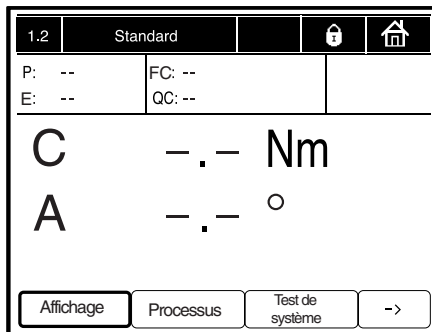 1.2 Standard
P: -- FC: --
E: -- QC: --
C -.- Nm
A -.- °
Affichage Processus Test de système ->